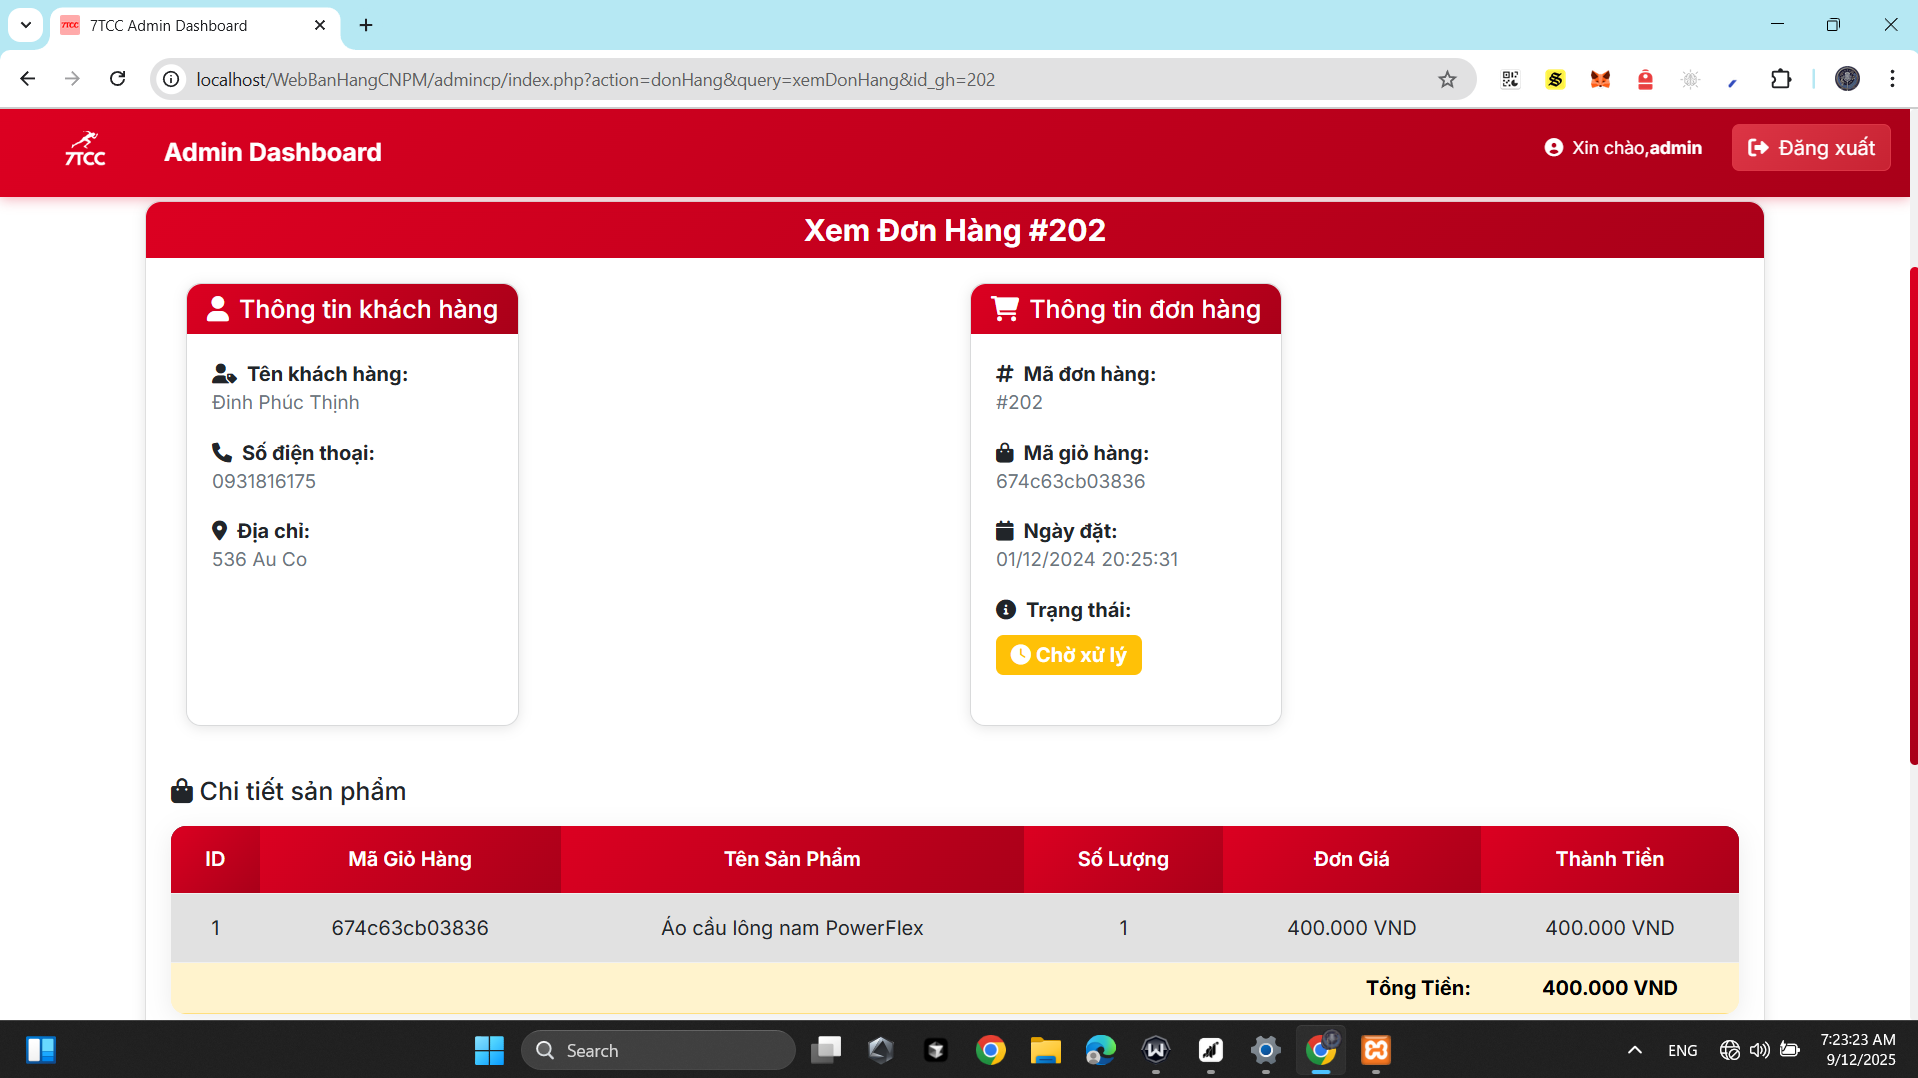 7TCC Admin Dashboard
localhost/WebBanHangCNPM/admincp/index.php?action=donHang&query=xemDonHang&id_gh=202
7TCC
Admin Dashboard
Xin chào,admin
Đăng xuất
Xem Đơn Hàng #202
Thông tin khách hàng
Tên khách hàng:
Đinh Phúc Thịnh
Số điện thoại:
0931816175
Địa chỉ:
536 Au Co
Thông tin đơn hàng
Mã đơn hàng:
#202
Mã giỏ hàng:
674c63cb03836
Ngày đặt:
01/12/2024 20:25:31
Trạng thái:
Chờ xử lý
Chi tiết sản phẩm
ID Mã Giỏ Hàng Tên Sản Phẩm Số Lượng Đơn Giá Thành Tiền
1 674c63cb03836 Áo cầu lông nam PowerFlex 1 400.000 VND 400.000 VND
Tổng Tiền: 400.000 VND
Search
ENG
7:23:23 AM
9/12/2025